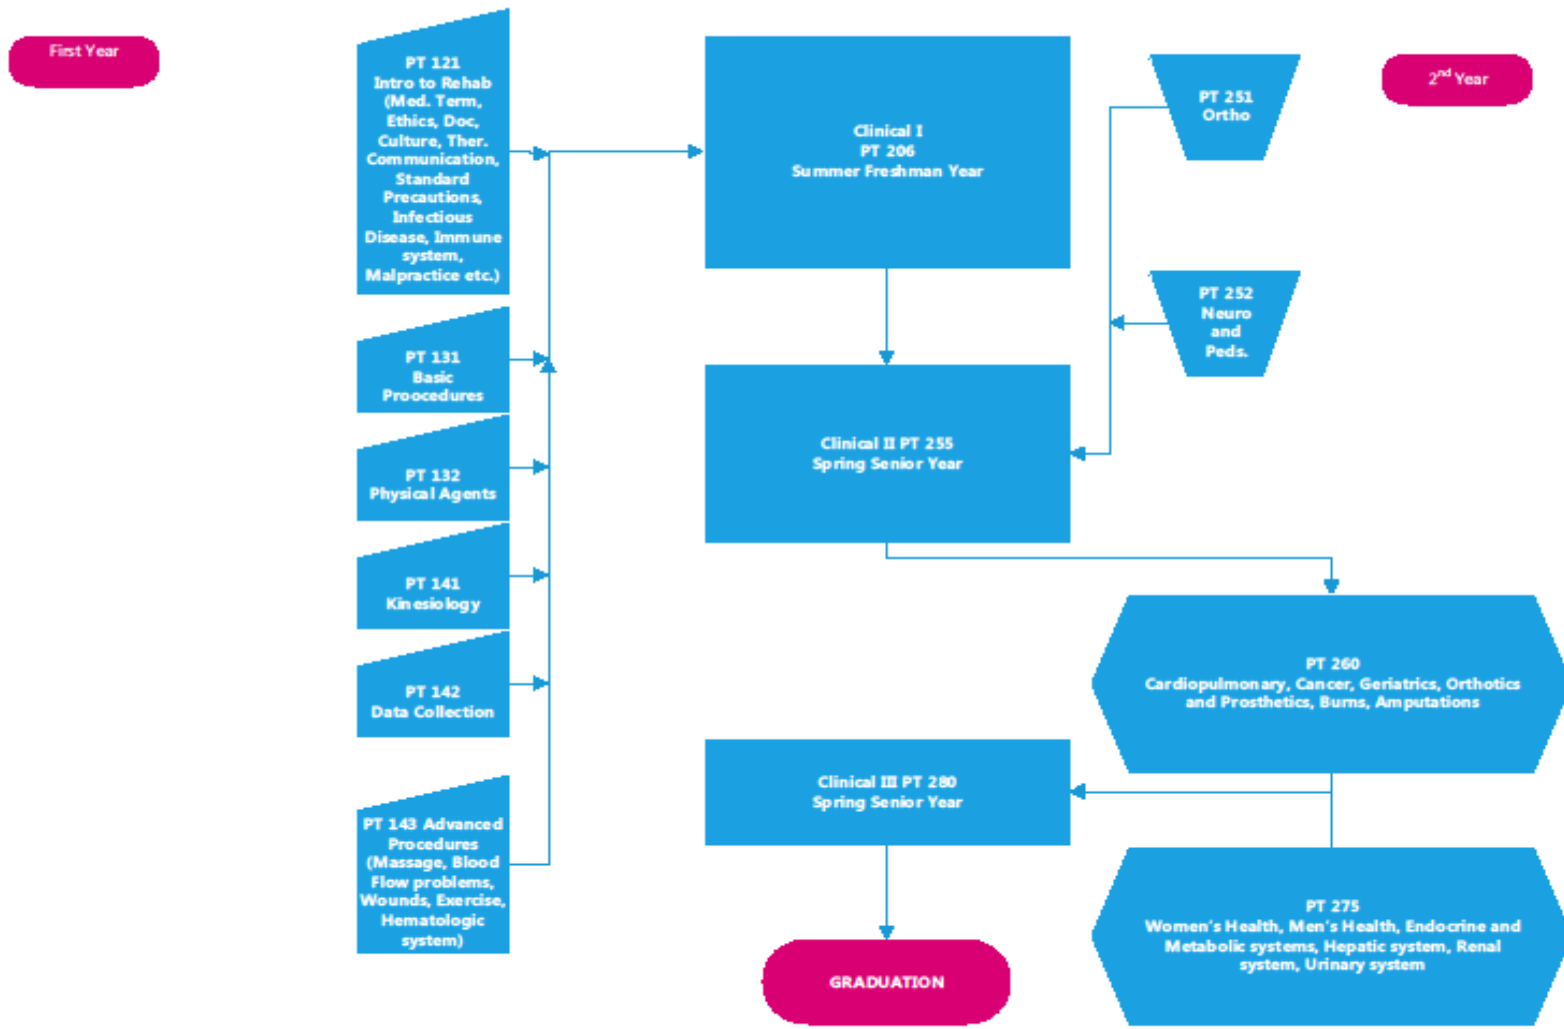 First Year
PT 121
Intro to Rehab
(Med. Term,
Ethics, Doc,
Culture, Ther.
Communication,
Standard
Precautions,
Infectious
Disease, Immune
system,
Malpractice etc.)
PT 131
Basic
Proocedures
PT 132
Physical Agents
PT 141
Kinesiology
PT 142
Data Collection
PT 143 Advanced
Procedures
(Massage, Blood
Flow problems,
Wounds, Exercise,
Hematologic
system)
Clinical I
PT 206
Summer Freshman Year
Clinical II PT 255
Spring Senior Year
Clinical III PT 280
Spring Senior Year
GRADUATION
PT 251
Ortho
PT 252
Neuro
and
Peds.
2nd Year
PT 260
Cardiopulmonary, Cancer, Geriatrics, Orthotics
and Prosthetics, Burns, Amputations
PT 275
Women's Health, Men's Health, Endocrine and
Metabolic systems, Hepatic system, Renal
system, Urinary system